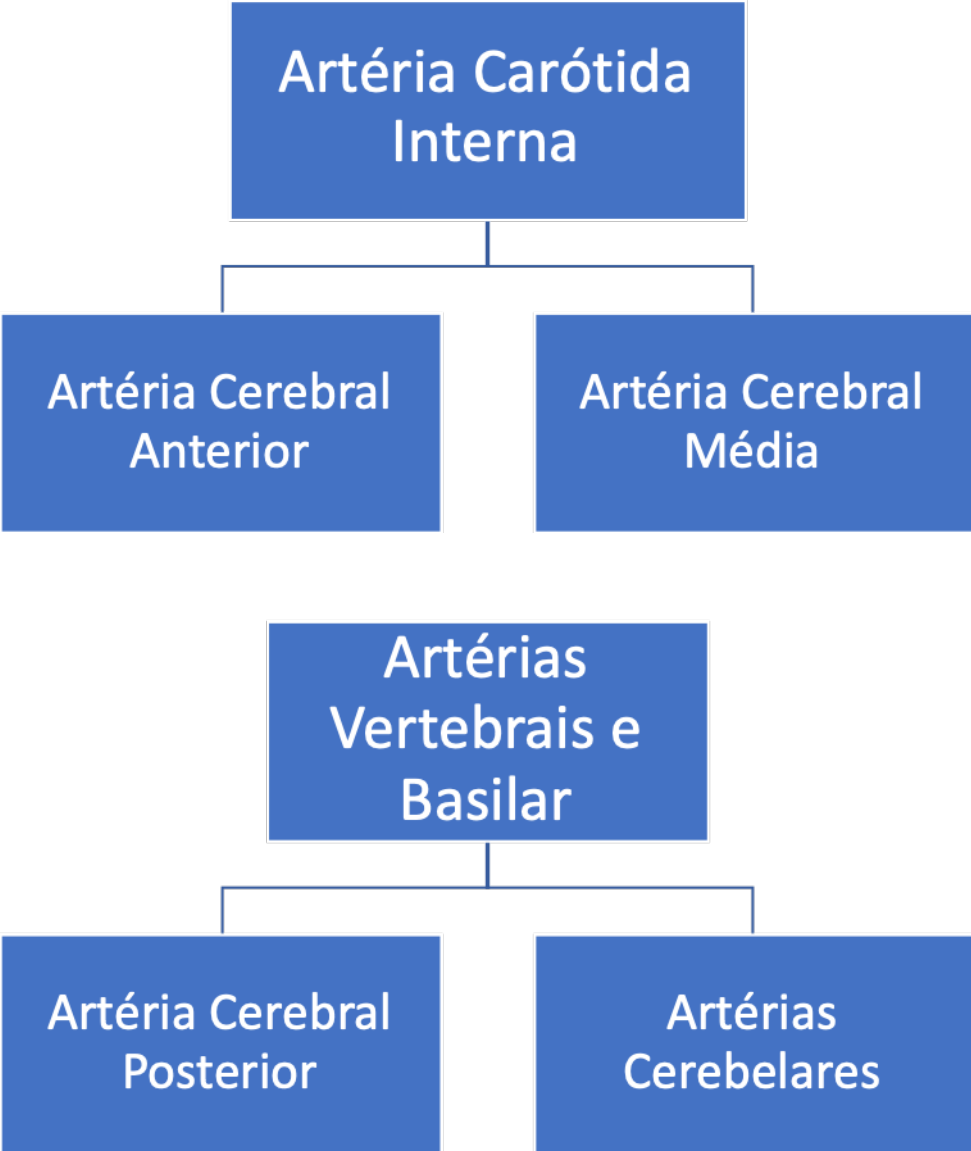 Artéria Carótida
Interna
Artéria Cerebral
Anterior
Artéria Cerebral
Média
Artérias
Vertebrais e
Basilar
Artéria Cerebral
Posterior
Artérias
Cerebelares